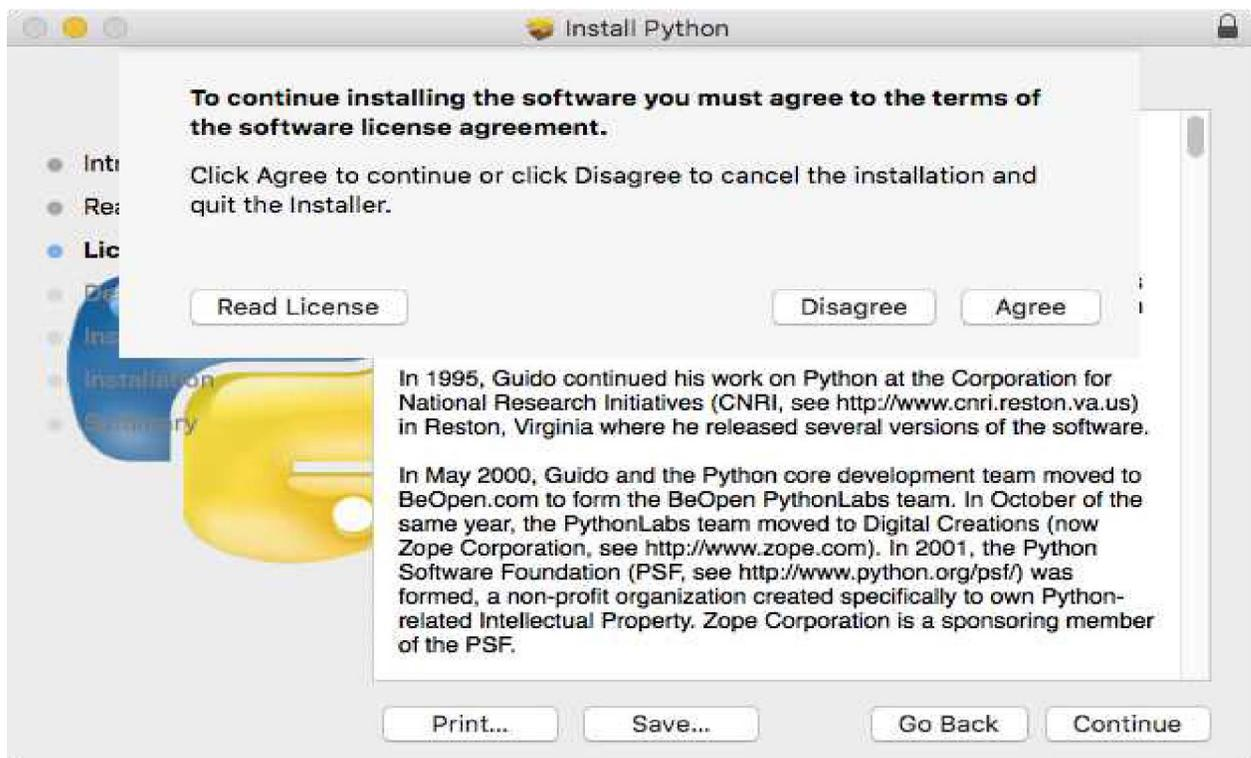 Install Python
To continue installing the software you must agree to the terms of
the software license agreement.
Click Agree to continue or click Disagree to cancel the installation and
quit the Installer.
Read License
Disagree
Agree
Lic
Installation
Summary
In 1995, Guido continued his work on Python at the Corporation for
National Research Initiatives (CNRI, see http://www.cnri.reston.va.us)
in Reston, Virginia where he released several versions of the software.
In May 2000, Guido and the Python core development team moved to
BeOpen.com to form the BeOpen PythonLabs team. In October of the
same year, the PythonLabs team moved to Digital Creations (now
Zope Corporation, see http://www.zope.com). In 2001, the Python
Software Foundation (PSF, see http://www.python.org/psf/) was
formed, a non-profit organization created specifically to own Python-
related Intellectual Property. Zope Corporation is a sponsoring member
of the PSF.
Print...
Save...
Go Back
Continue